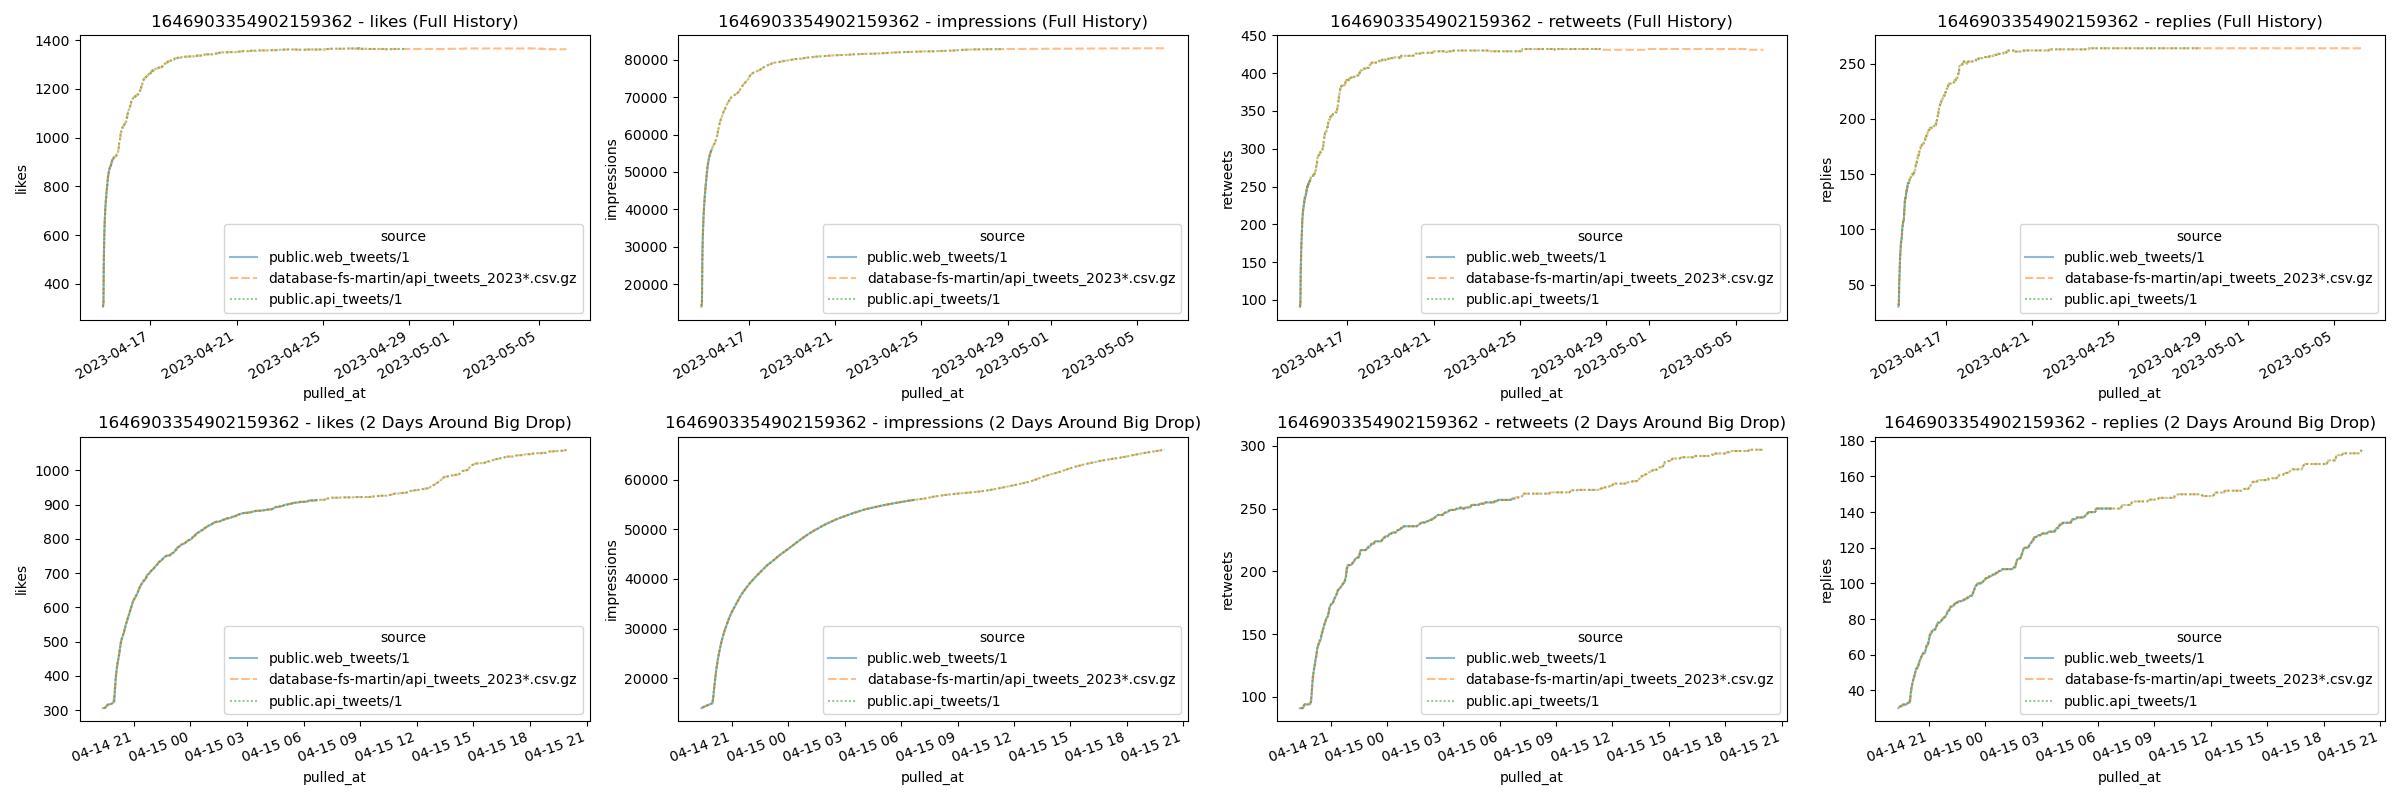 1646903354902159362 - likes (Full History)
1400
1200
1000
800
600
400
likes
source
public.web_tweets/1
database-fs-martin/api_tweets_2023*.csv.gz
public.api_tweets/1
2023-04-17
2023-04-21
2023-04-25
2023-04-29
2023-05-01
2023-05-05
pulled_at
1646903354902159362 - impressions (Full History)
80000
70000
60000
50000
40000
30000
20000
impressions
source
public.web_tweets/1
database-fs-martin/api_tweets_2023*.csv.gz
public.api_tweets/1
2023-04-17
2023-04-21
2023-04-25
2023-04-29
2023-05-01
2023-05-05
pulled_at
1646903354902159362 - retweets (Full History)
450
400
350
300
250
200
150
100
retweets
source
public.web_tweets/1
database-fs-martin/api_tweets_2023*.csv.gz
public.api_tweets/1
2023-04-17
2023-04-21
2023-04-25
2023-04-29
2023-05-01
2023-05-05
pulled_at
1646903354902159362 - replies (Full History)
250
200
150
100
50
replies
source
public.web_tweets/1
database-fs-martin/api_tweets_2023*.csv.gz
public.api_tweets/1
2023-04-17
2023-04-21
2023-04-25
2023-04-29
2023-05-01
2023-05-05
pulled_at
1646903354902159362 - likes (2 Days Around Big Drop)
1000
900
800
700
600
500
400
300
likes
source
public.web_tweets/1
database-fs-martin/api_tweets_2023*.csv.gz
public.api_tweets/1
04-14 21
04-15 00
04-15 03
04-15 06
04-15 09
04-15 12
04-15 15
04-15 18
04-15 21
pulled_at
1646903354902159362 - impressions (2 Days Around Big Drop)
60000
50000
40000
30000
20000
impressions
source
public.web_tweets/1
database-fs-martin/api_tweets_2023*.csv.gz
public.api_tweets/1
04-14 21
04-15 00
04-15 03
04-15 06
04-15 09
04-15 12
04-15 15
04-15 18
04-15 21
pulled_at
1646903354902159362 - retweets (2 Days Around Big Drop)
300
250
200
150
100
retweets
source
public.web_tweets/1
database-fs-martin/api_tweets_2023*.csv.gz
public.api_tweets/1
04-14 21
04-15 00
04-15 03
04-15 06
04-15 09
04-15 12
04-15 15
04-15 18
04-15 21
pulled_at
1646903354902159362 - replies (2 Days Around Big Drop)
180
160
140
120
100
80
60
40
replies
source
public.web_tweets/1
database-fs-martin/api_tweets_2023*.csv.gz
public.api_tweets/1
04-14 21
04-15 00
04-15 03
04-15 06
04-15 09
04-15 12
04-15 15
04-15 18
04-15 21
pulled_at